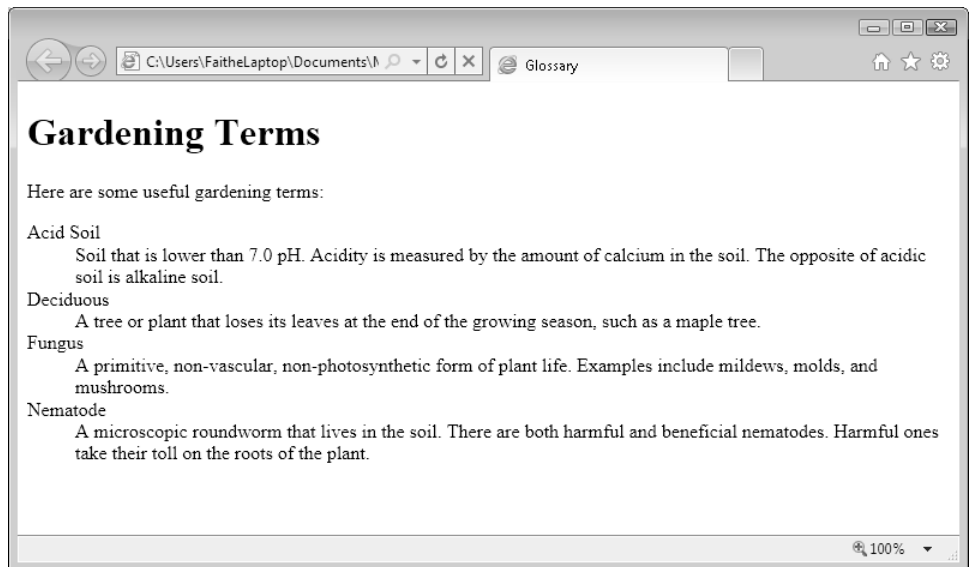 C:\Users\FaitheLaptop\Documents\
Glossary
Gardening Terms
Here are some useful gardening terms:
Acid Soil
Soil that is lower than 7.0 pH. Acidity is measured by the amount of calcium in the soil. The opposite of acidic
soil is alkaline soil.
Deciduous
A tree or plant that loses its leaves at the end of the growing season, such as a maple tree.
Fungus
A primitive, non-vascular, non-photosynthetic form of plant life. Examples include mildews, molds, and
mushrooms.
Nematode
A microscopic roundworm that lives in the soil. There are both harmful and beneficial nematodes. Harmful ones
take their toll on the roots of the plant.
100%